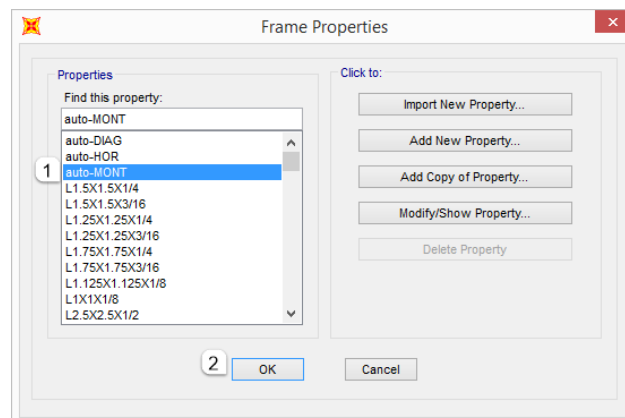 Frame Properties
Properties
Find this property:
auto-MONT
auto-DIAG
auto-HOR
1
auto-MONT
L1.5X1.5X1/4
L1.5X1.5X3/16
L1.25X1.25X1/4
L1.25X1.25X3/16
L1.75X1.75X1/4
L1.75X1.75X3/16
L1.125X1.125X1/8
L1X1X1/8
L2.5X2.5X1/2
Click to:
Import New Property...
Add New Property...
Add Copy of Property...
Modify/Show Property...
Delete Property
2
OK
Cancel